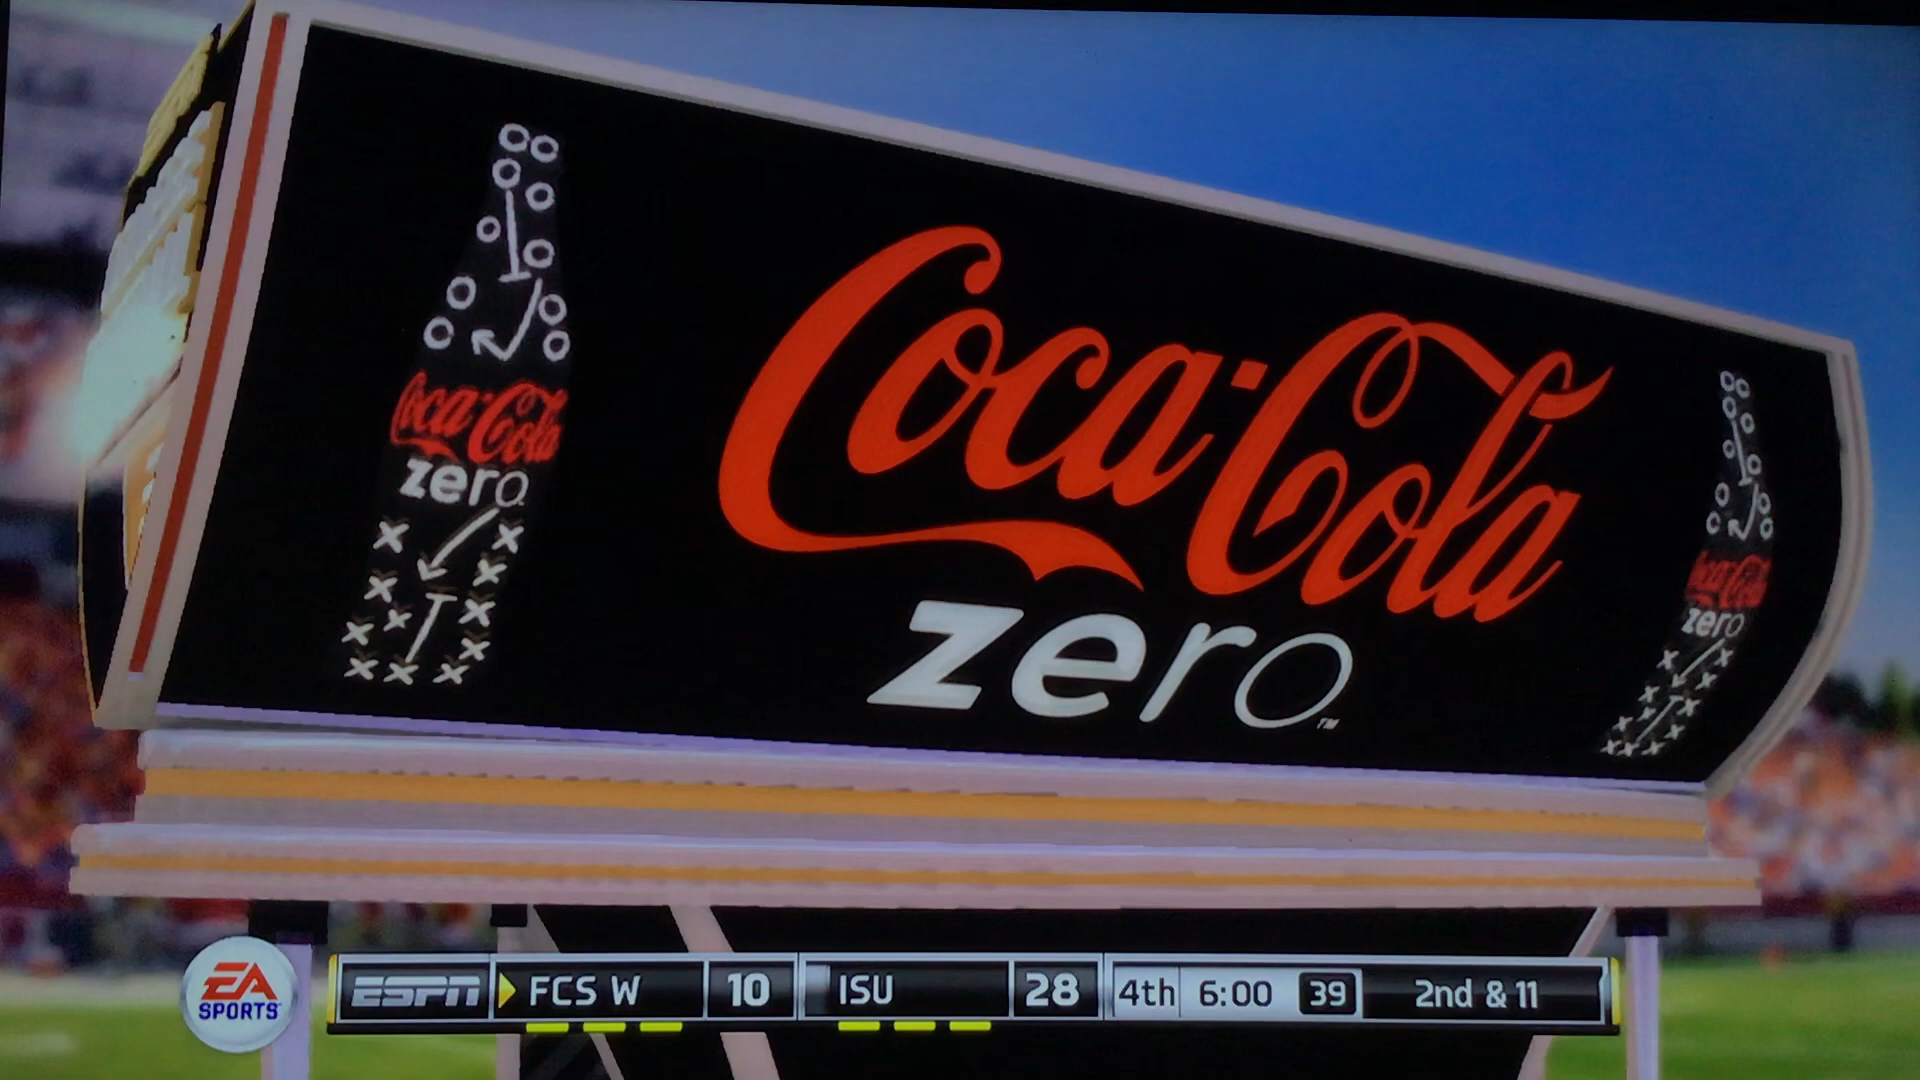 Coca-Cola
zero
Coca-Cola
zero™
Coca-Cola
zero
EA
SPORTS
ESPN FCS W 10 ISU 28 4th 6:00 39 2nd & 11